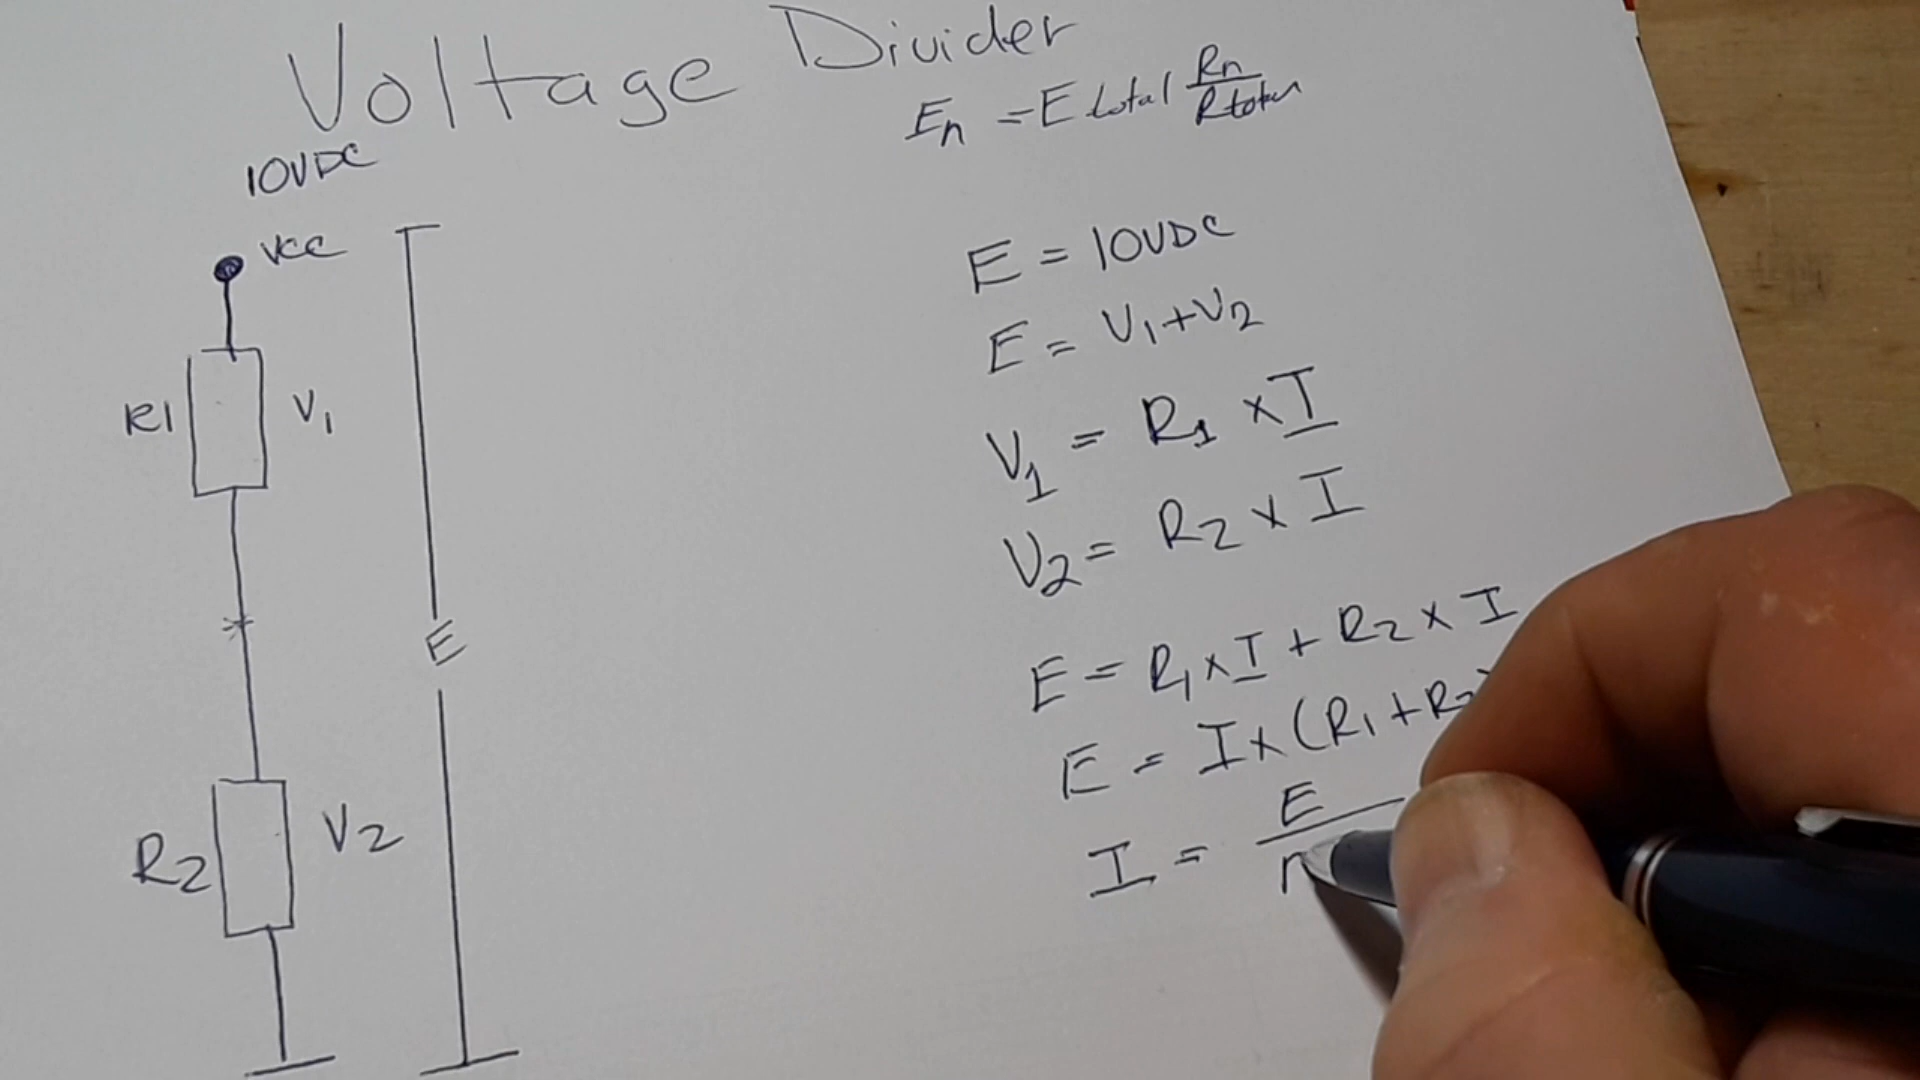 Voltage Divider
En = E total Rn / R total
10VDC
VCC
R1
V1
E
R2
V2
E = 10VDC
E = V1+V2
V1 = R1 x I
V2 = R2 x I
E = R1 x I + R2 x I
E = I x (R1 + R2)
I = E /